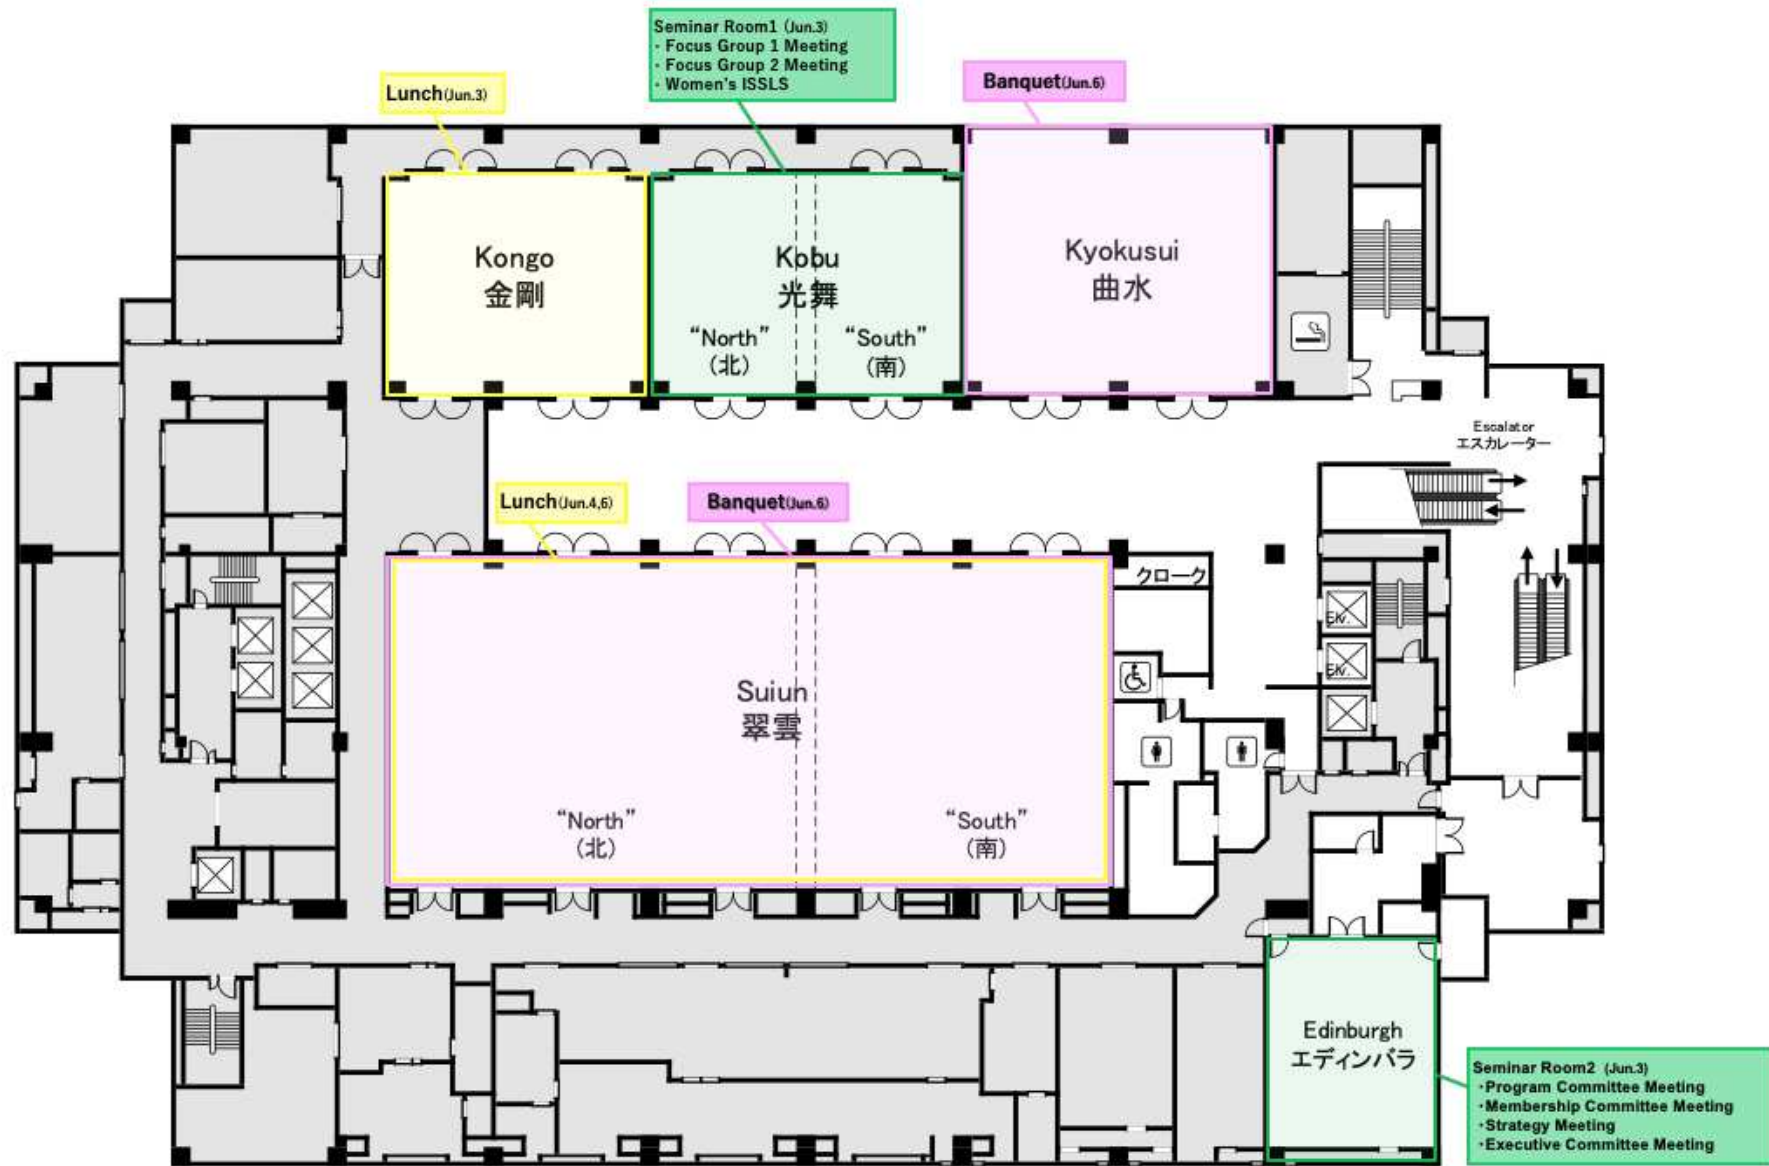 Seminar Room1 (Jun.3)
・Focus Group 1 Meeting
・Focus Group 2 Meeting
・Women's ISSLS
Lunch(Jun.3)
Banquet(Jun.6)
Kongo
金剛
Kobu
光舞
"North"
(北)
"South"
(南)
Kyokusui
曲水
Escalator
エスカレーター
Lunch(Jun.4,6)
Banquet(Jun.6)
クローク
Elv.
Elv.
Suiun
翠雲
"North"
(北)
"South"
(南)
Edinburgh
エディンバラ
Seminar Room2 (Jun.3)
・Program Committee Meeting
・Membership Committee Meeting
・Strategy Meeting
・Executive Committee Meeting